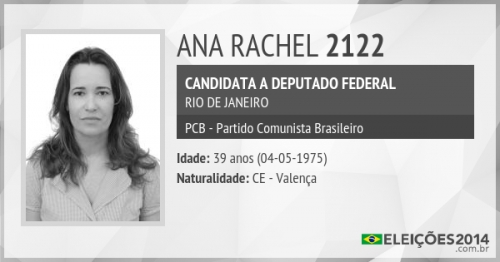 ANA RACHEL 2122
CANDIDATA A DEPUTADO FEDERAL
RIO DE JANEIRO
PCB - Partido Comunista Brasileiro
Idade: 39 anos (04-05-1975)
Naturalidade: CE - Valença
ELEIÇÕES2014
.com.br